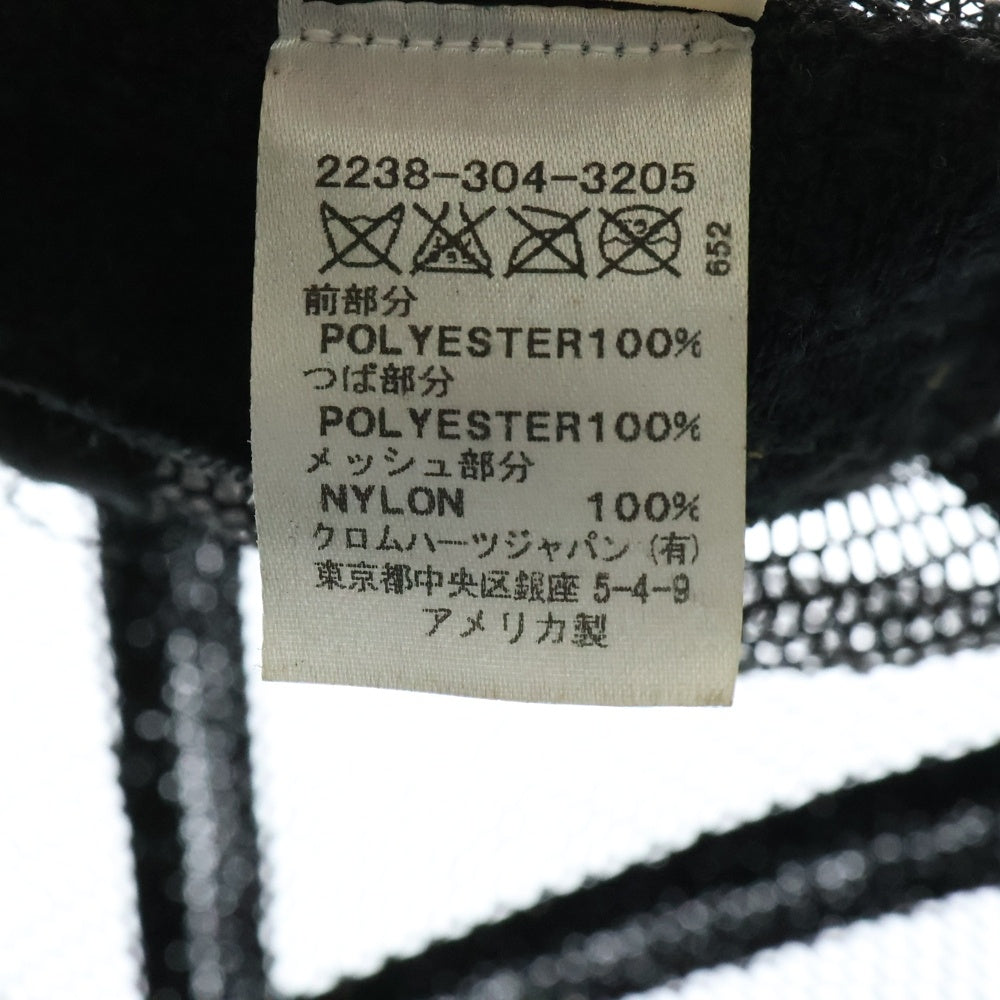 2238-304-3205
652
前部分
POLYESTER100%
つば部分
POLYESTER100%
メッシュ部分
NYLON 100%
クロムハーツジャパン (有)
東京都中央区銀座 5-4-9
アメリカ製